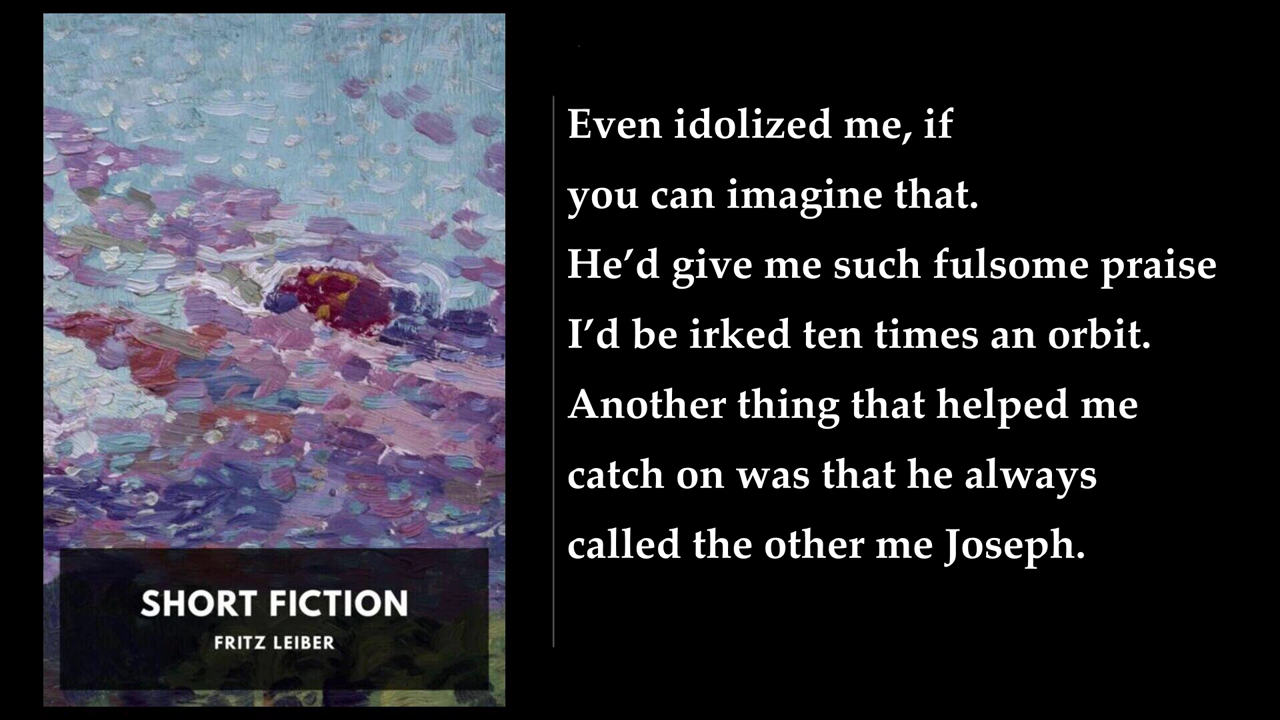 Even idolized me, if
you can imagine that.
He’d give me such fulsome praise
I’d be irked ten times an orbit.
Another thing that helped me
catch on was that he always
called the other me Joseph.
SHORT FICTION
FRITZ LEIBER